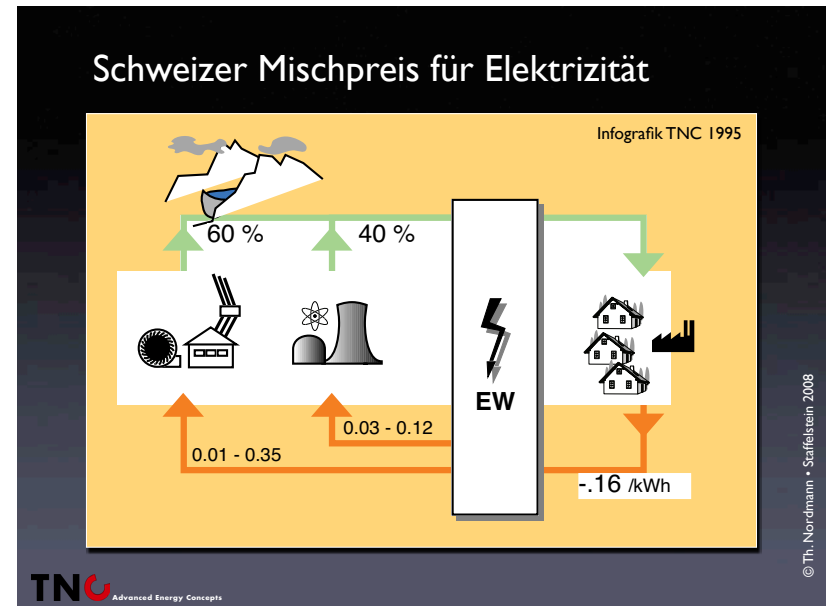 Schweizer Mischpreis für Elektrizität
Infografik TNC 1995
60 %
40 %
EW
0.03 - 0.12
0.01 - 0.35
-.16 /kWh
© Th. Nordmann • Staffelstein 2008
TNC Advanced Energy Concepts